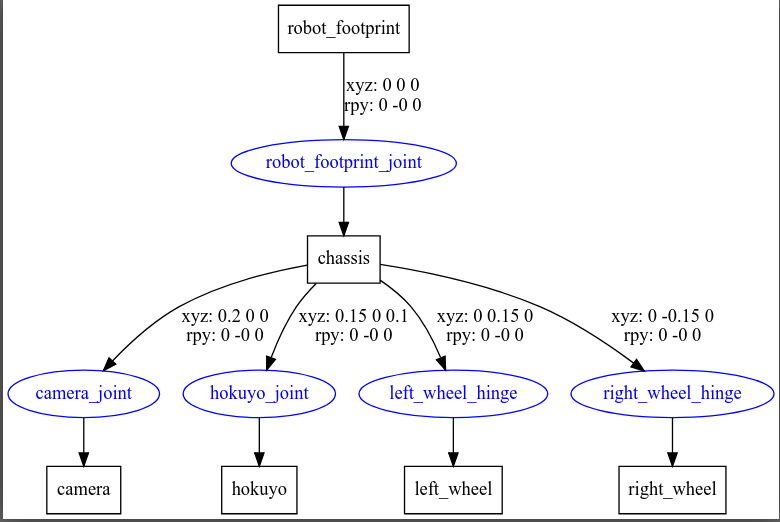 robot_footprint
xyz: 0 0 0
rpy: 0 -0 0
robot_footprint_joint
chassis
xyz: 0.2 0 0
rpy: 0 -0 0
xyz: 0.15 0 0.1
rpy: 0 -0 0
xyz: 0 0.15 0
rpy: 0 -0 0
xyz: 0 -0.15 0
rpy: 0 -0 0
camera_joint
hokuyo_joint
left_wheel_hinge
right_wheel_hinge
camera
hokuyo
left_wheel
right_wheel